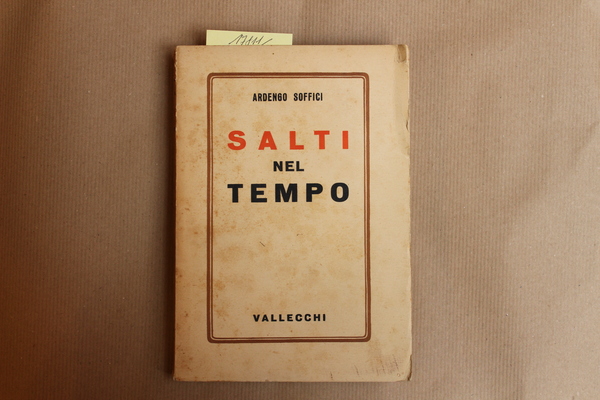 ARDENGO SOFFICI
SALTI
NEL
TEMPO
VALLECCHI